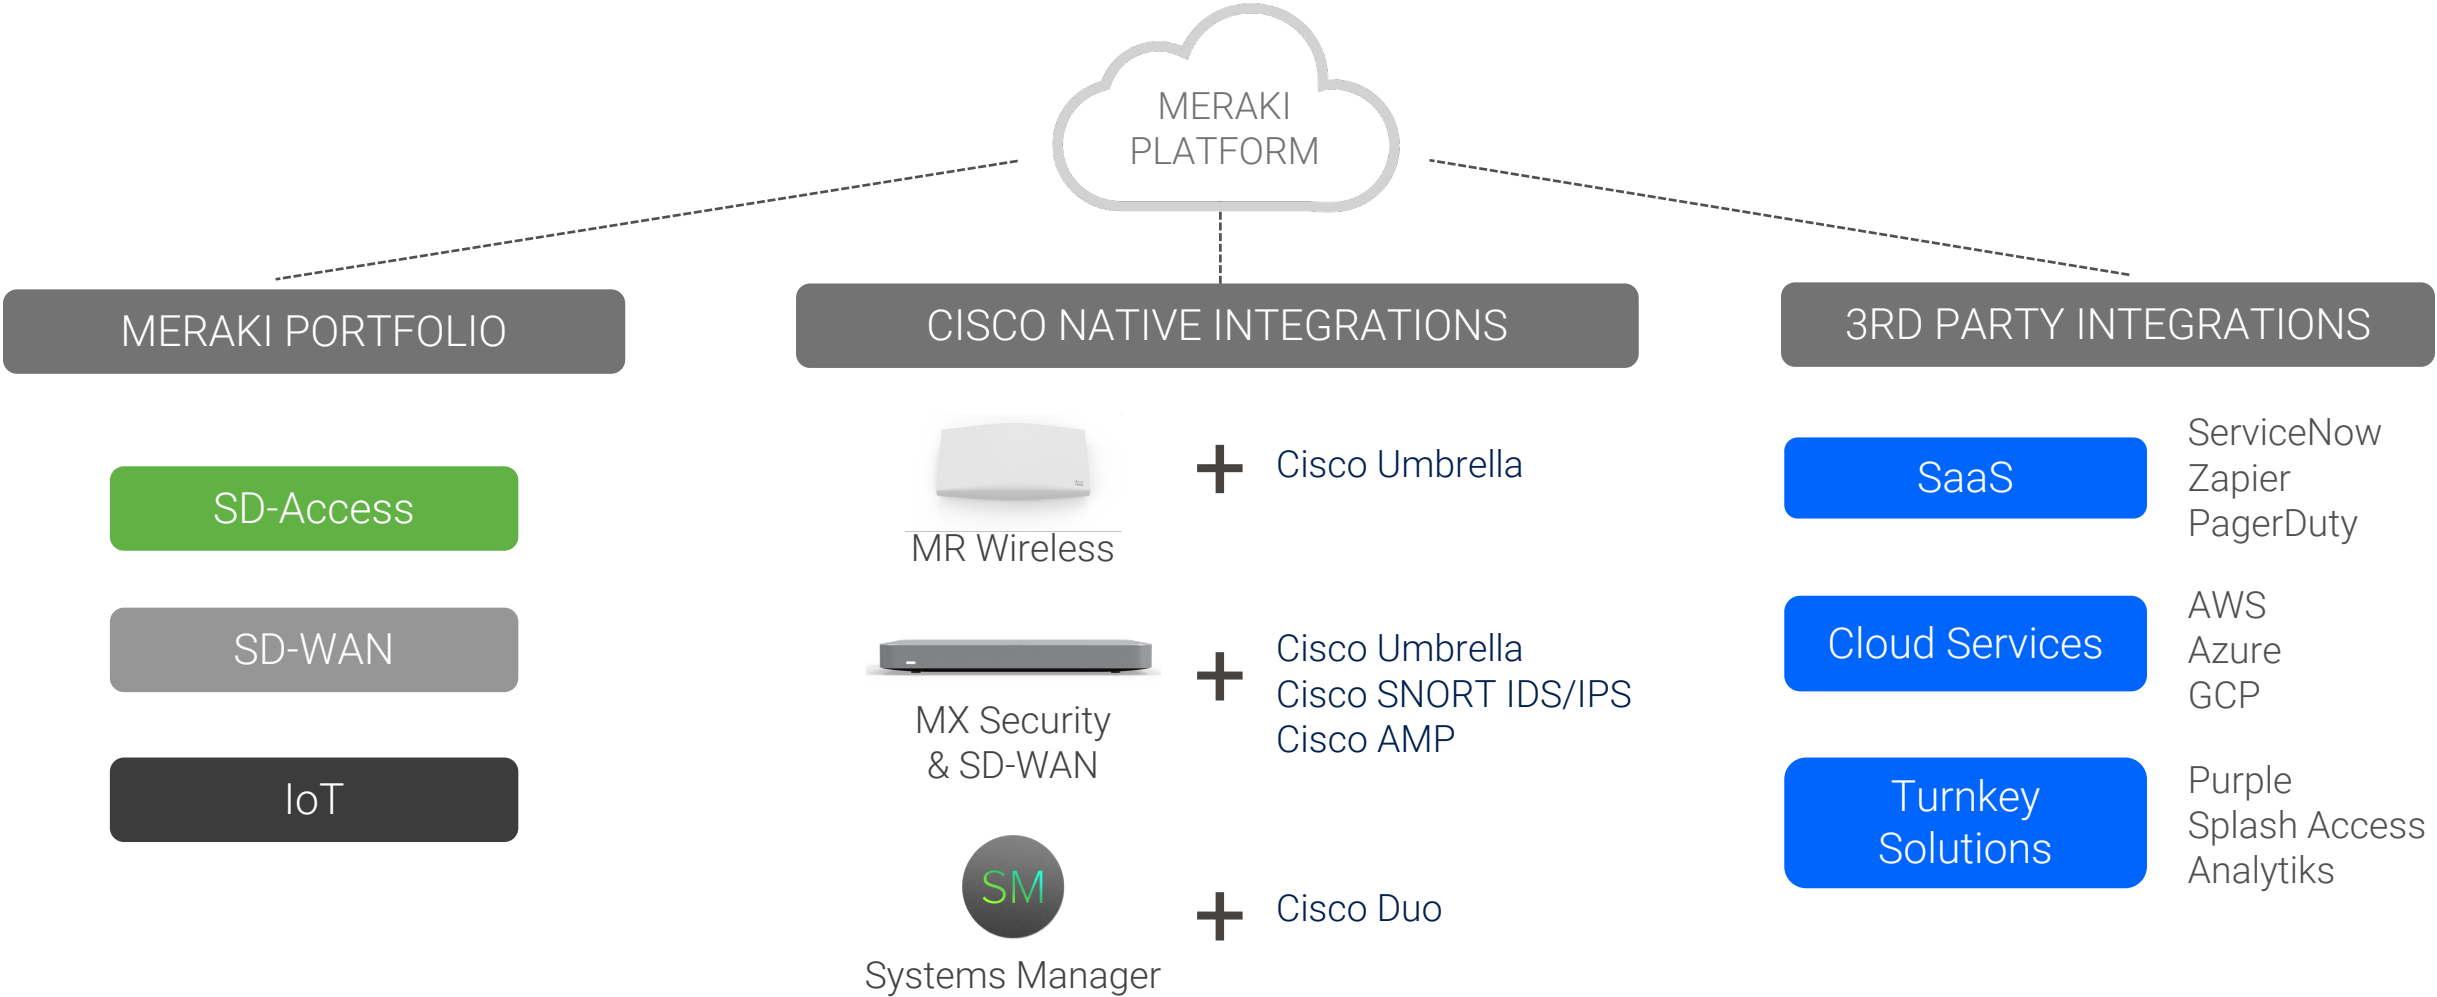 MERAKI
PLATFORM
MERAKI PORTFOLIO
SD-Access
SD-WAN
IoT
CISCO NATIVE INTEGRATIONS
MR Wireless
+
Cisco Umbrella
MX Security
& SD-WAN
+
Cisco Umbrella
Cisco SNORT IDS/IPS
Cisco AMP
SM
Systems Manager
+
Cisco Duo
3RD PARTY INTEGRATIONS
SaaS
ServiceNow
Zapier
PagerDuty
Cloud Services
AWS
Azure
GCP
Turnkey
Solutions
Purple
Splash Access
Analytiks